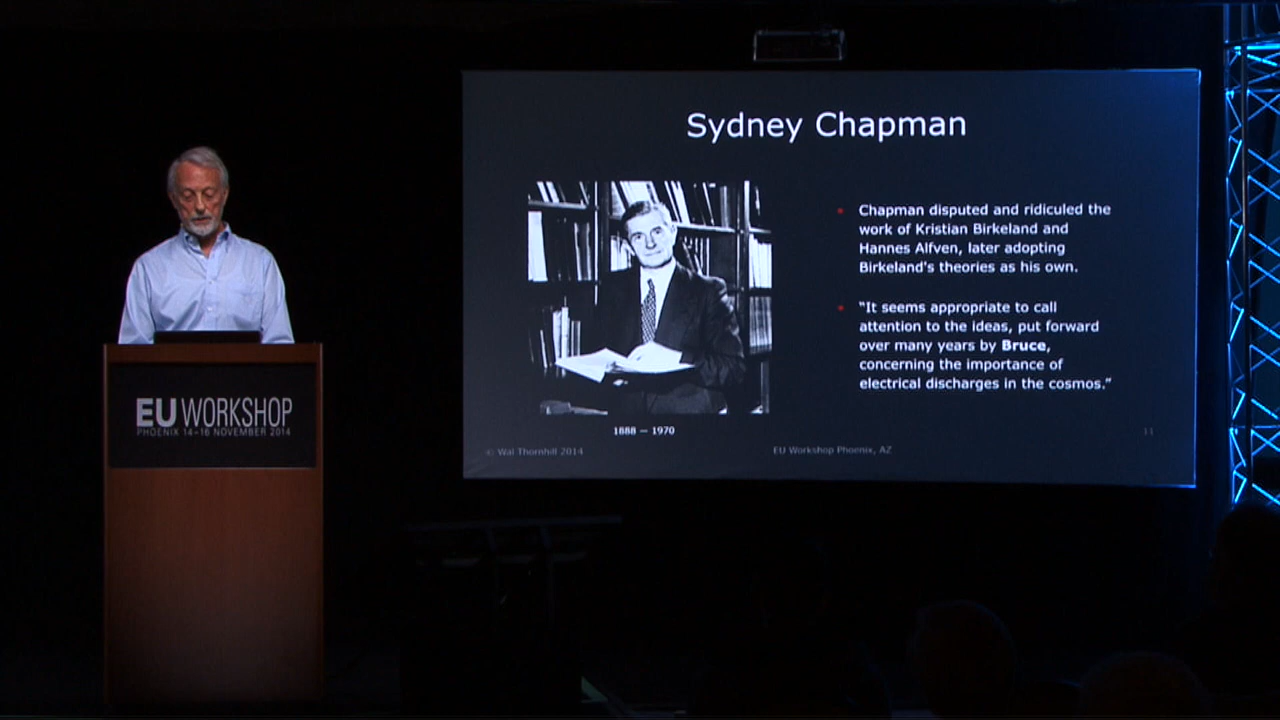 Sydney Chapman
Chapman disputed and ridiculed the
work of Kristian Birkeland and
Hannes Alfven, later adopting
Birkeland's theories as his own.
“It seems appropriate to call
attention to the ideas, put forward
over many years by Bruce,
concerning the importance of
electrical discharges in the cosmos.”
1888 — 1970
© Wal Thornhill 2014
EU Workshop Phoenix, AZ
11
EU WORKSHOP
PHOENIX 14–16 NOVEMBER 2014